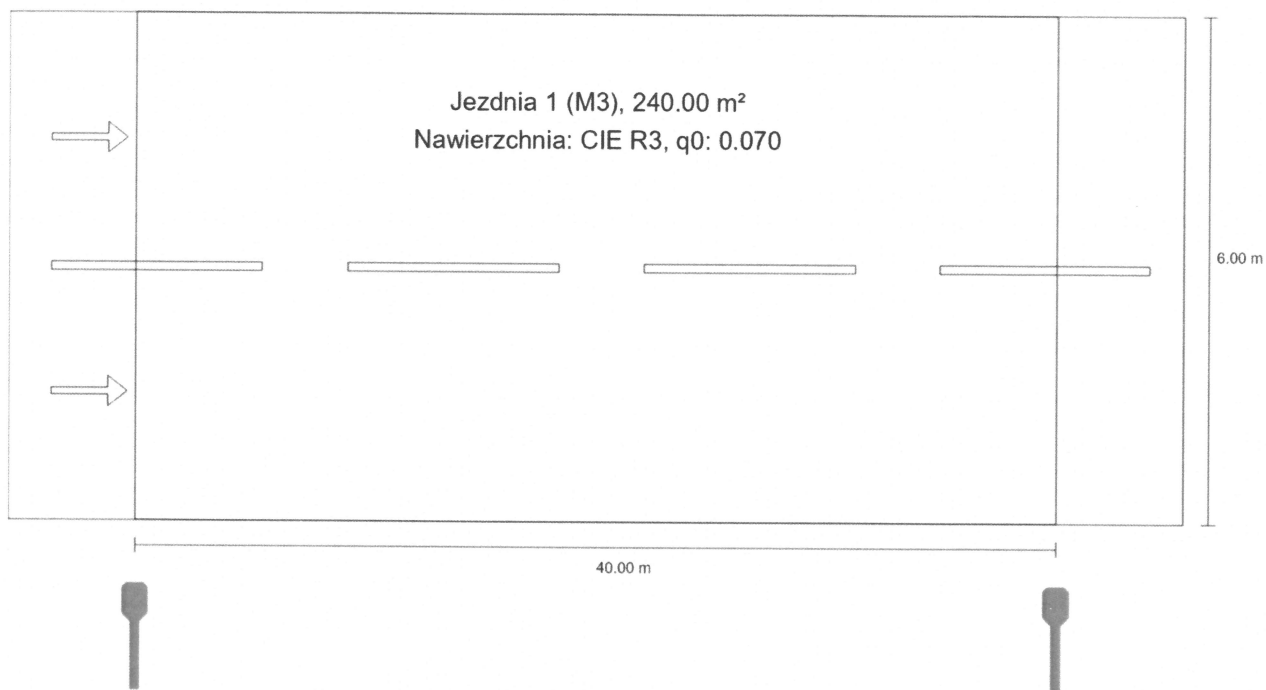 Jezdnia 1 (M3), 240.00 m²
Nawierzchnia: CIE R3, q0: 0.070
6.00 m
40.00 m